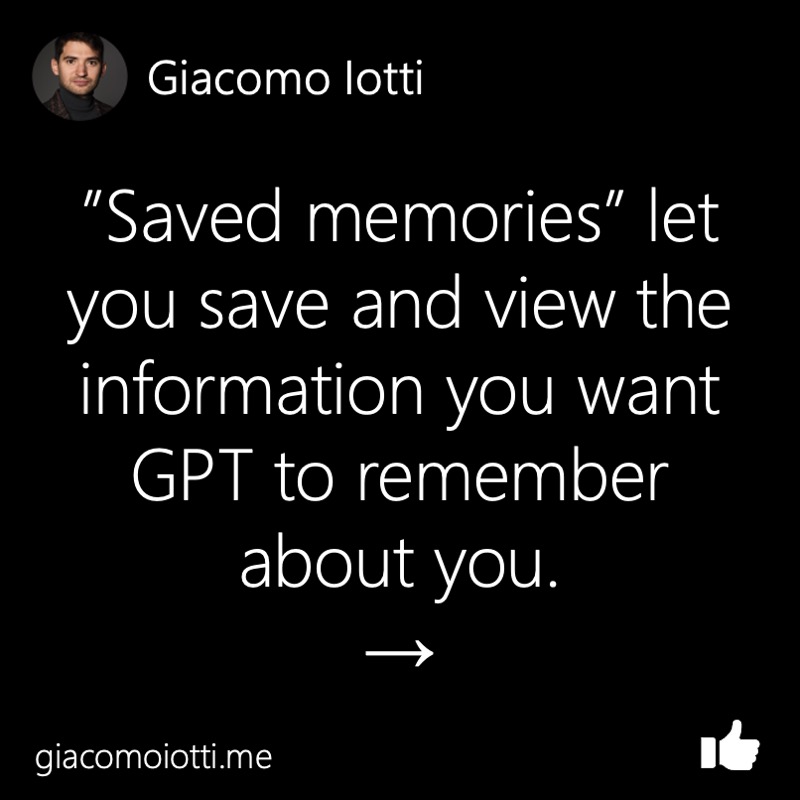 Giacomo Iotti
"Saved memories" let
you save and view the
information you want
GPT to remember
about you.
→
giacomoiotti.me